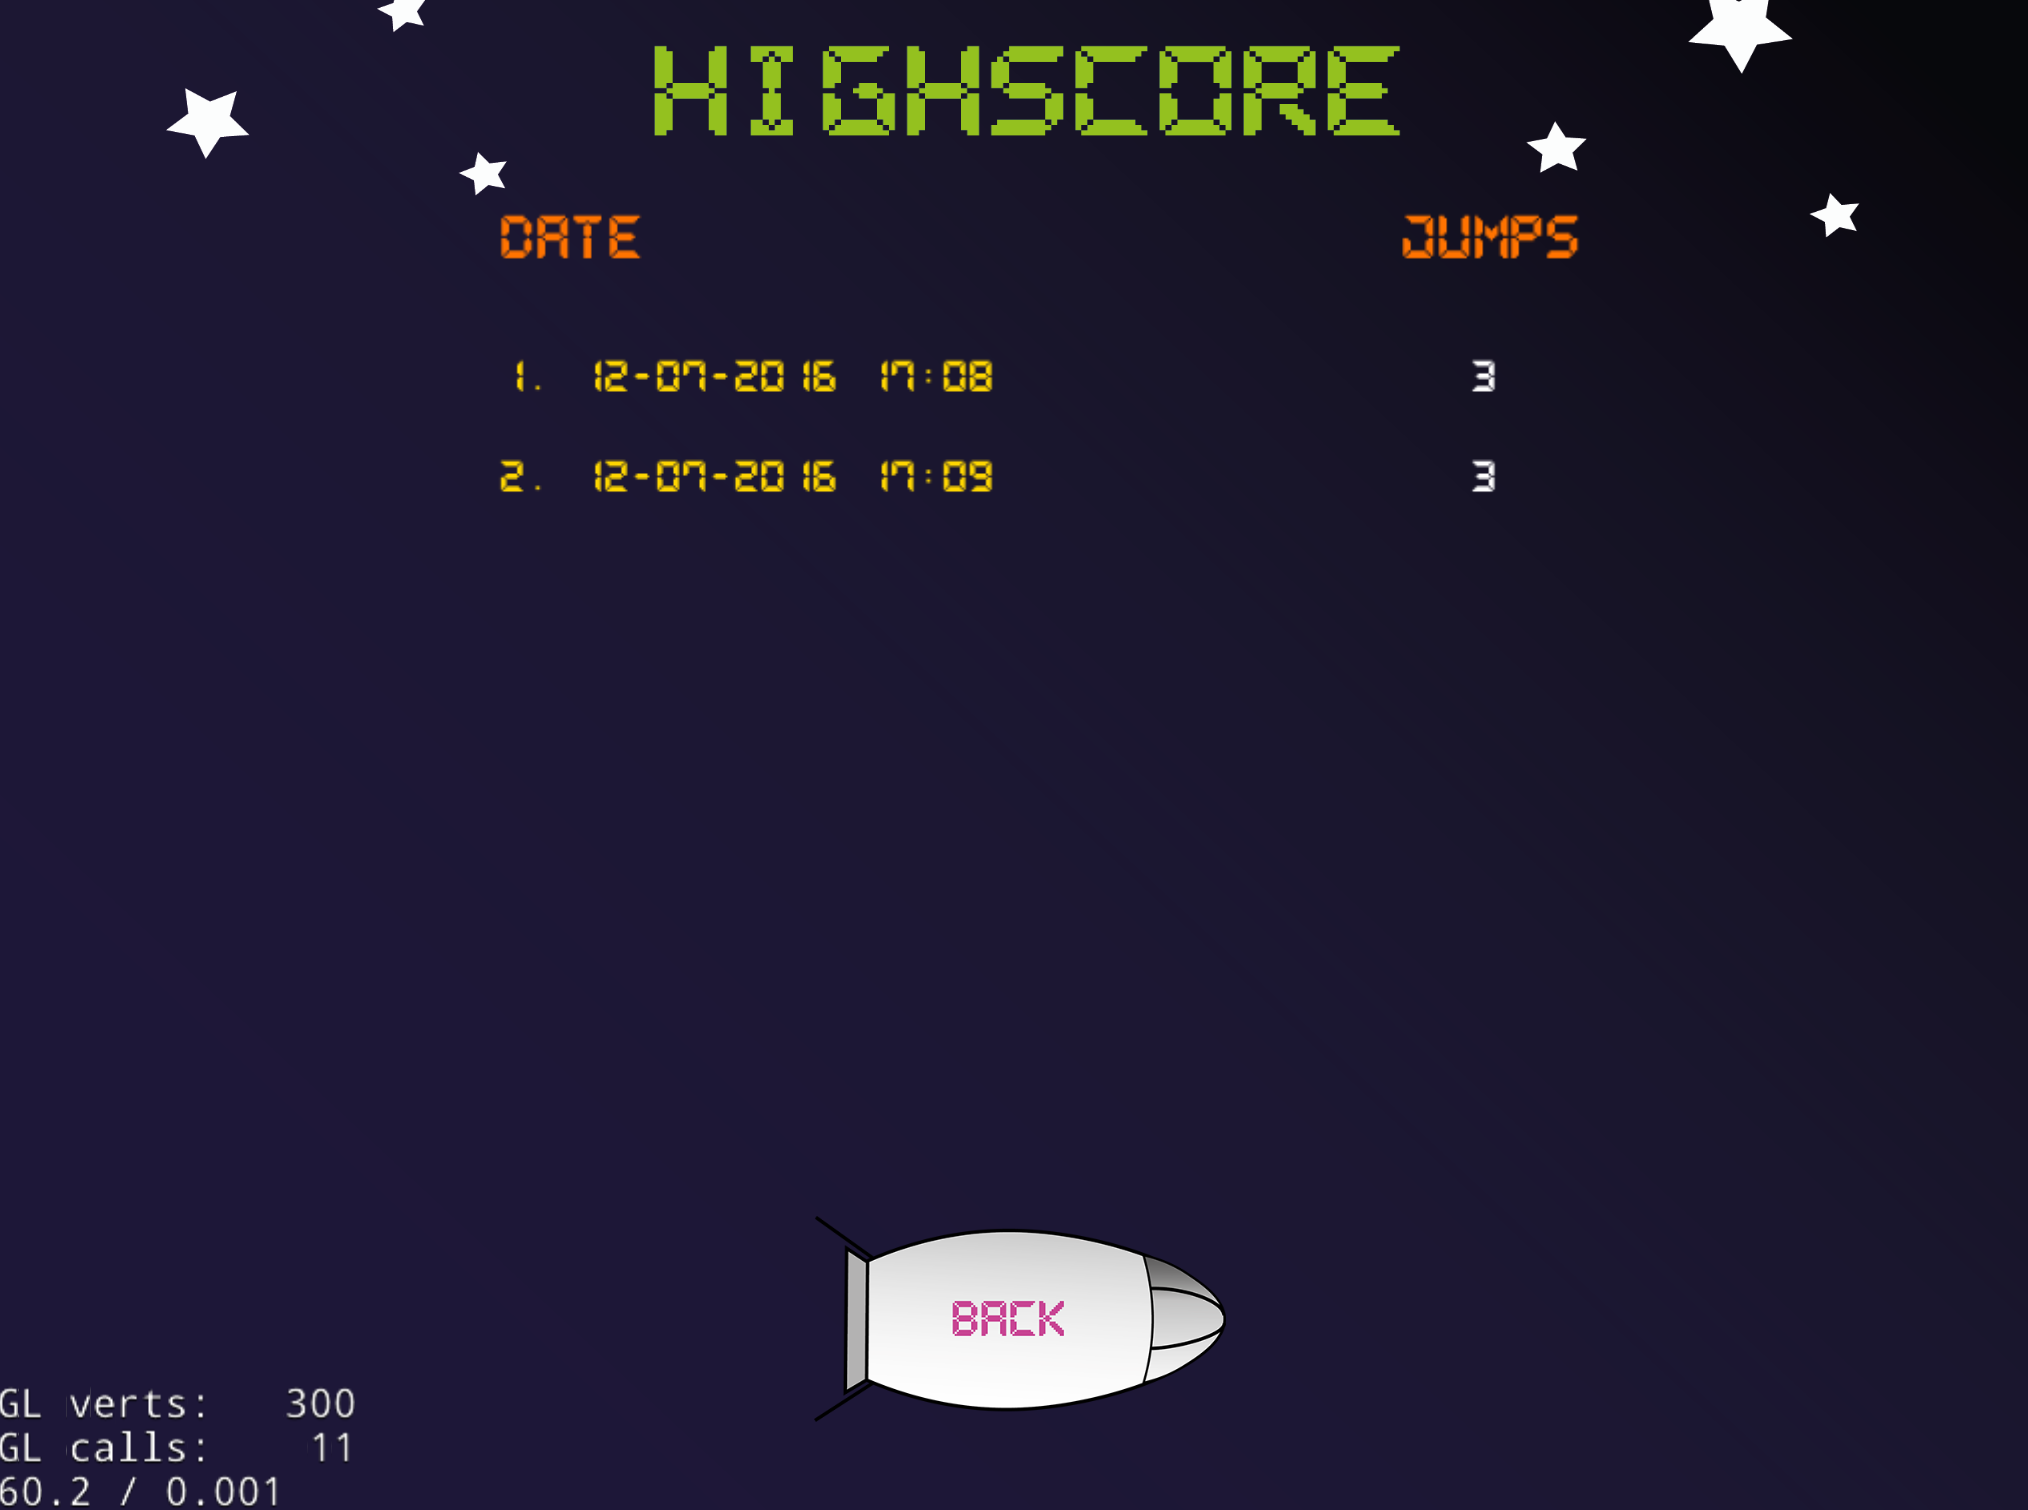 HIGHSCORE
DATE JUMPS
1. 12-07-2016 17:08 3
2. 12-07-2016 17:09 3
BACK
GL verts: 300
GL calls: 11
60.2 / 0.001